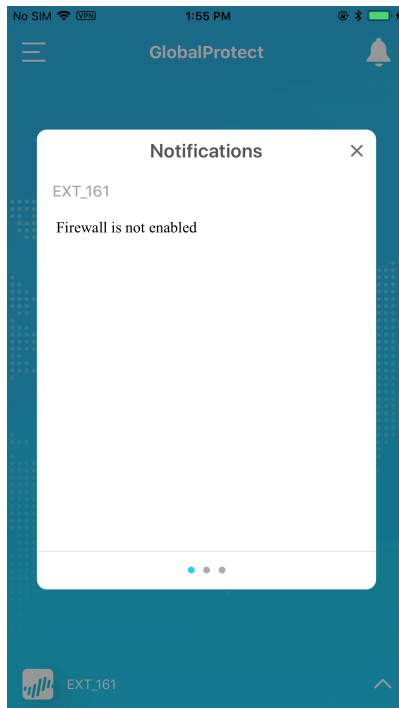 No SIM VPN 1:55 PM
GlobalProtect
Notifications
EXT_161
Firewall is not enabled
EXT_161